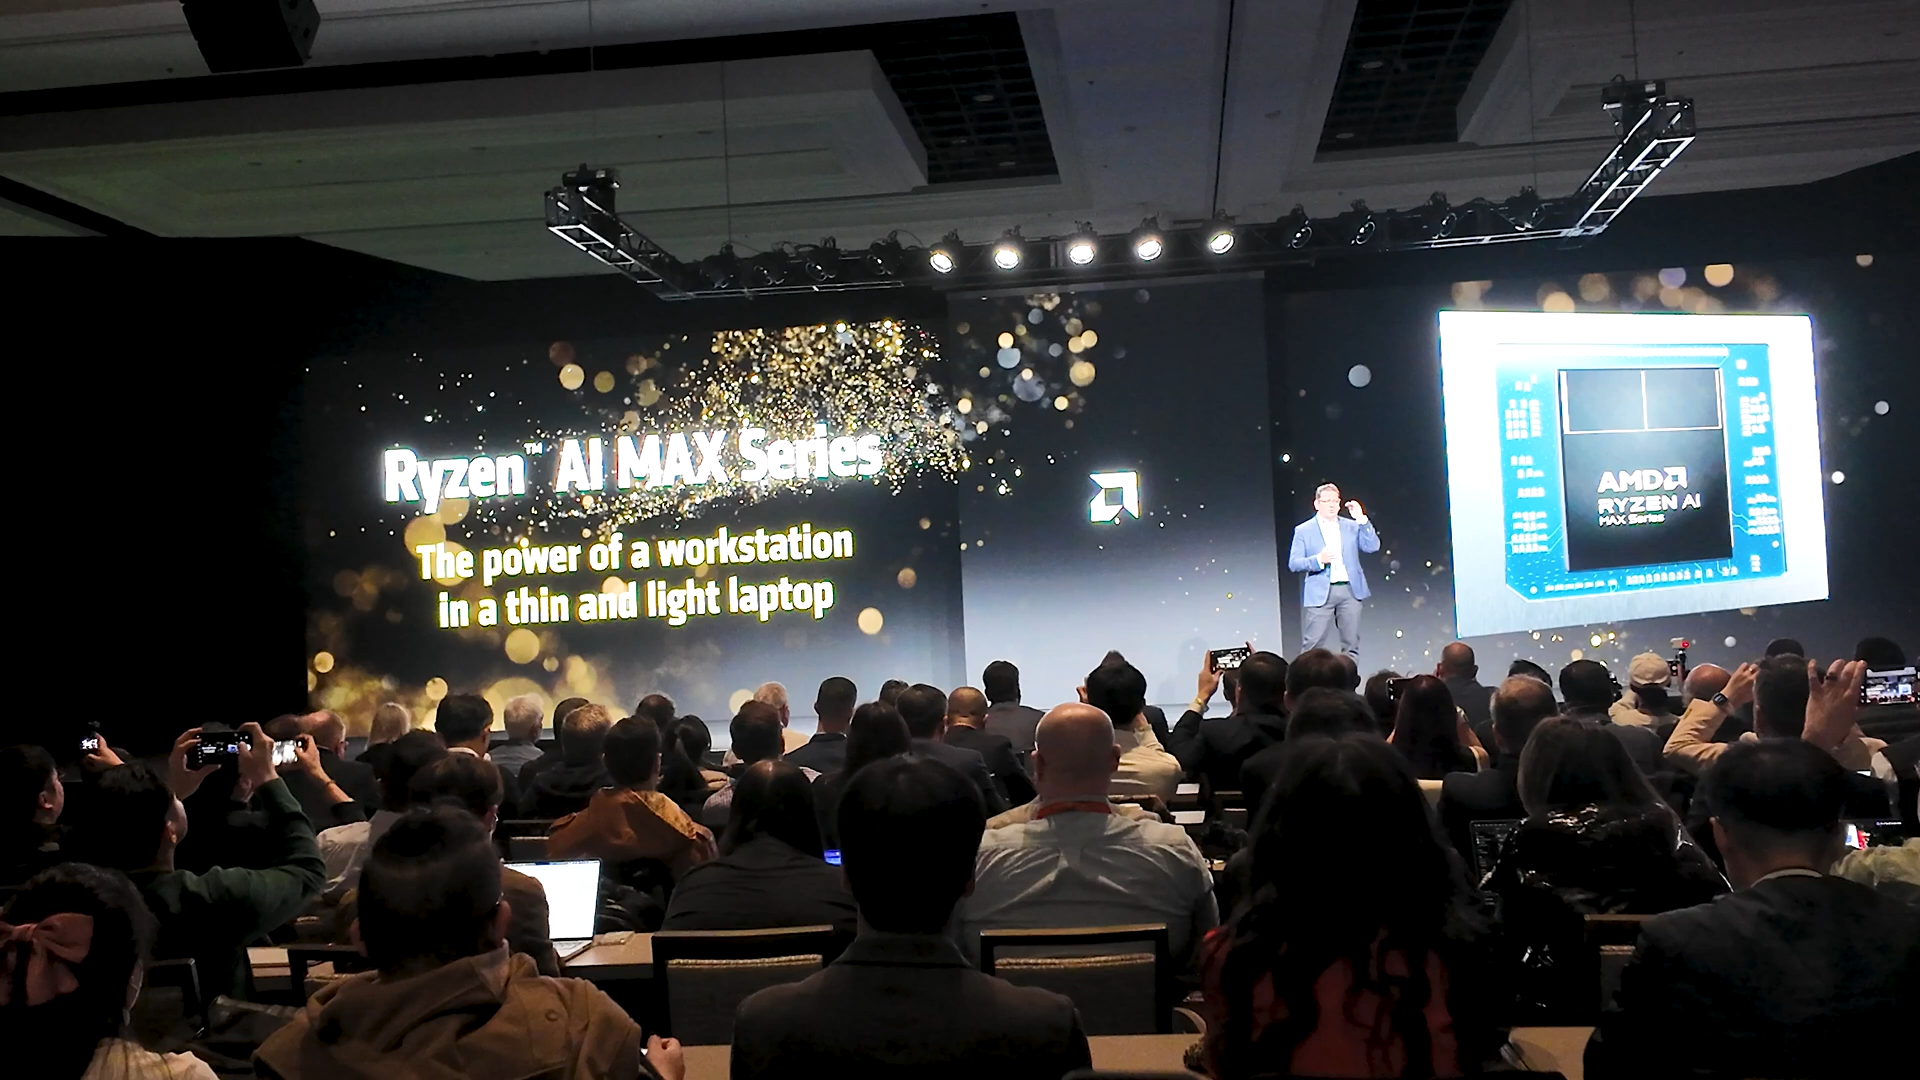 Ryzen™ AI MAX Series
The power of a workstation
in a thin and light laptop
AMD
RYZEN AI
MAX Series